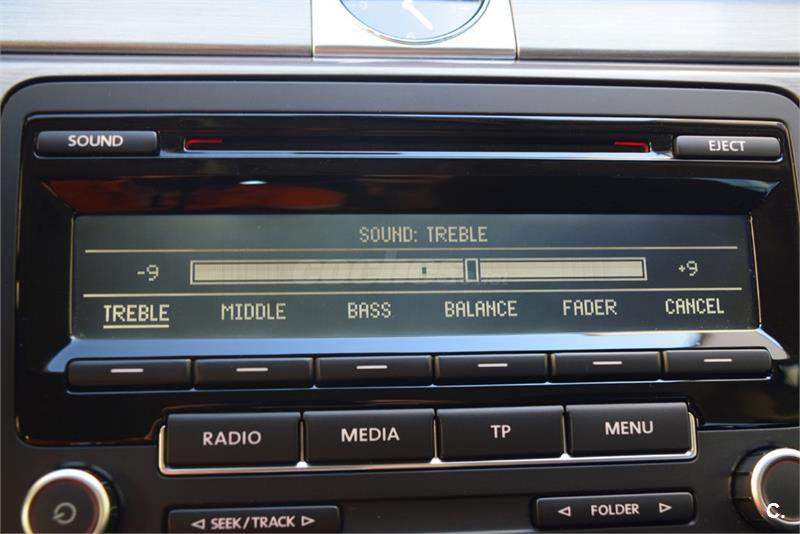 6
SOUND
EJECT
SOUND: TREBLE
-9
+9
TREBLE MIDDLE BASS BALANCE FADER CANCEL
RADIO MEDIA TP MENU
SEEK/TRACK
FOLDER
C.